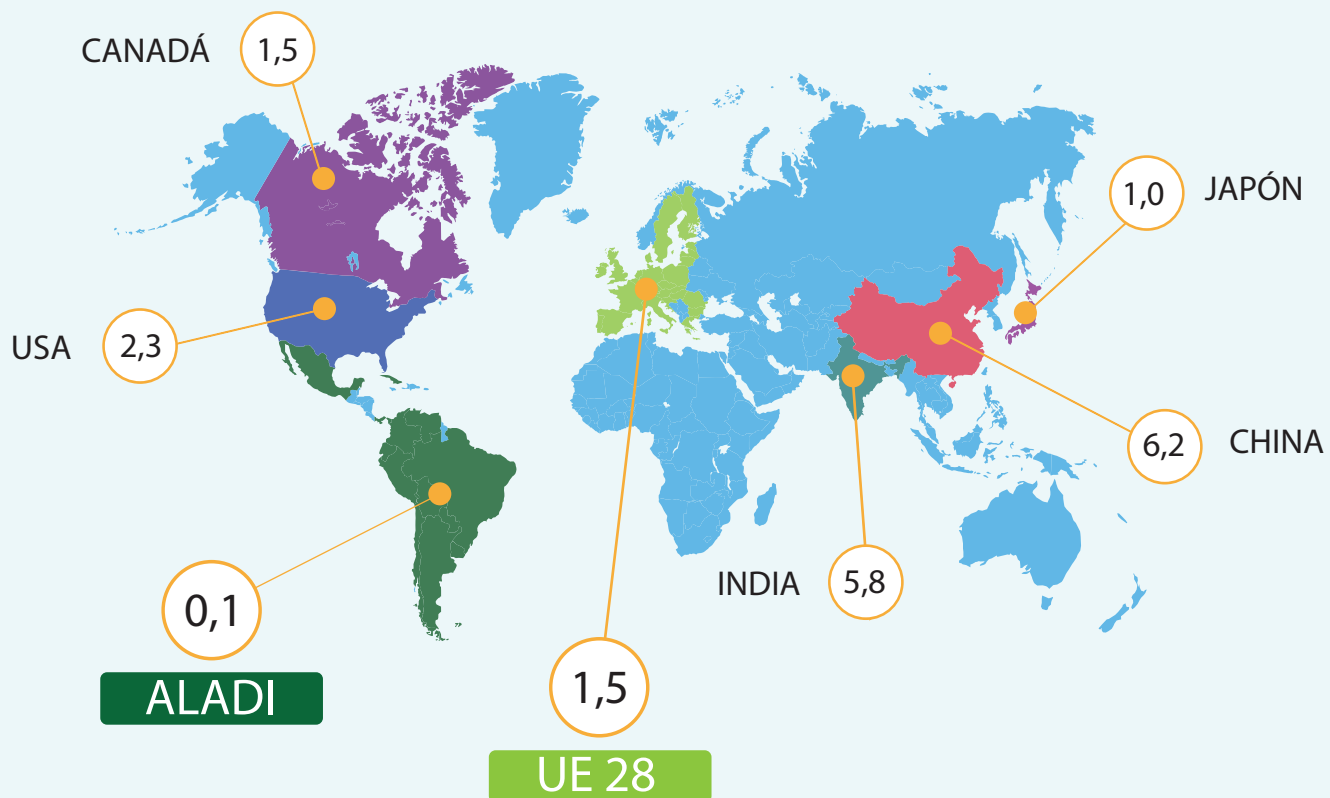 CANADÁ 1,5
1,0 JAPÓN
USA 2,3
6,2 CHINA
INDIA 5,8
0,1
ALADI
1,5
UE 28